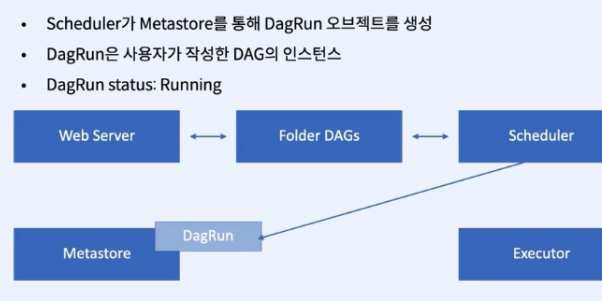 • Scheduler가 Metastore를 통해 DagRun 오브젝트를 생성
• DagRun은 사용자가 작성한 DAG의 인스턴스
• DagRun status: Running
Web Server
Folder DAGs
Scheduler
DagRun
Metastore
Executor